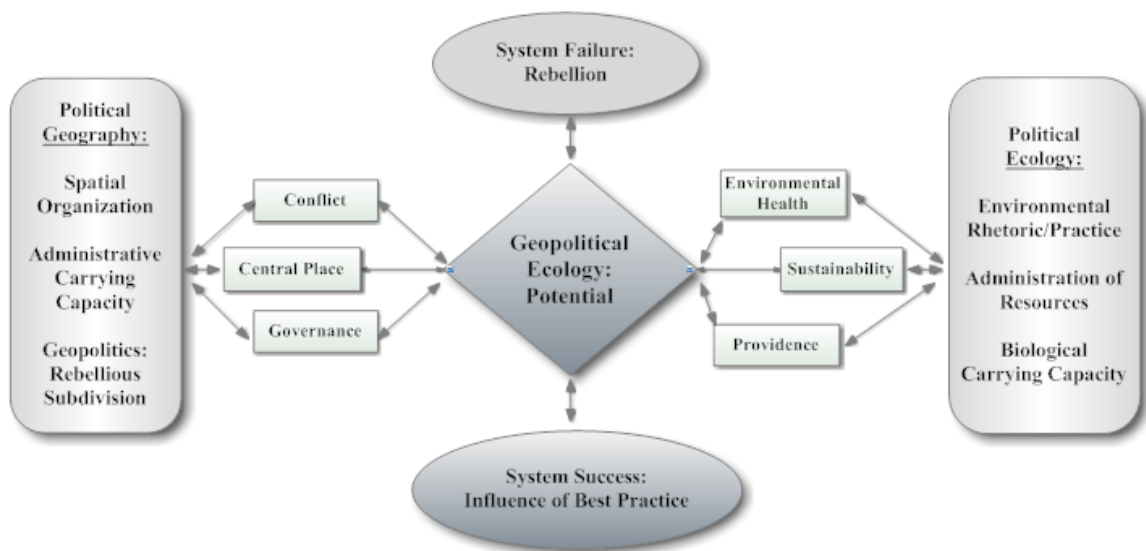 System Failure:
Rebellion
Political
Geography:
Spatial
Organization
Administrative
Carrying
Capacity
Geopolitics:
Rebellious
Subdivision
Conflict
Central Place
Governance
Geopolitical
Ecology:
Potential
Environmental
Health
Sustainability
Providence
Political
Ecology:
Environmental
Rhetoric/Practice
Administration of
Resources
Biological
Carrying Capacity
System Success:
Influence of Best Practice